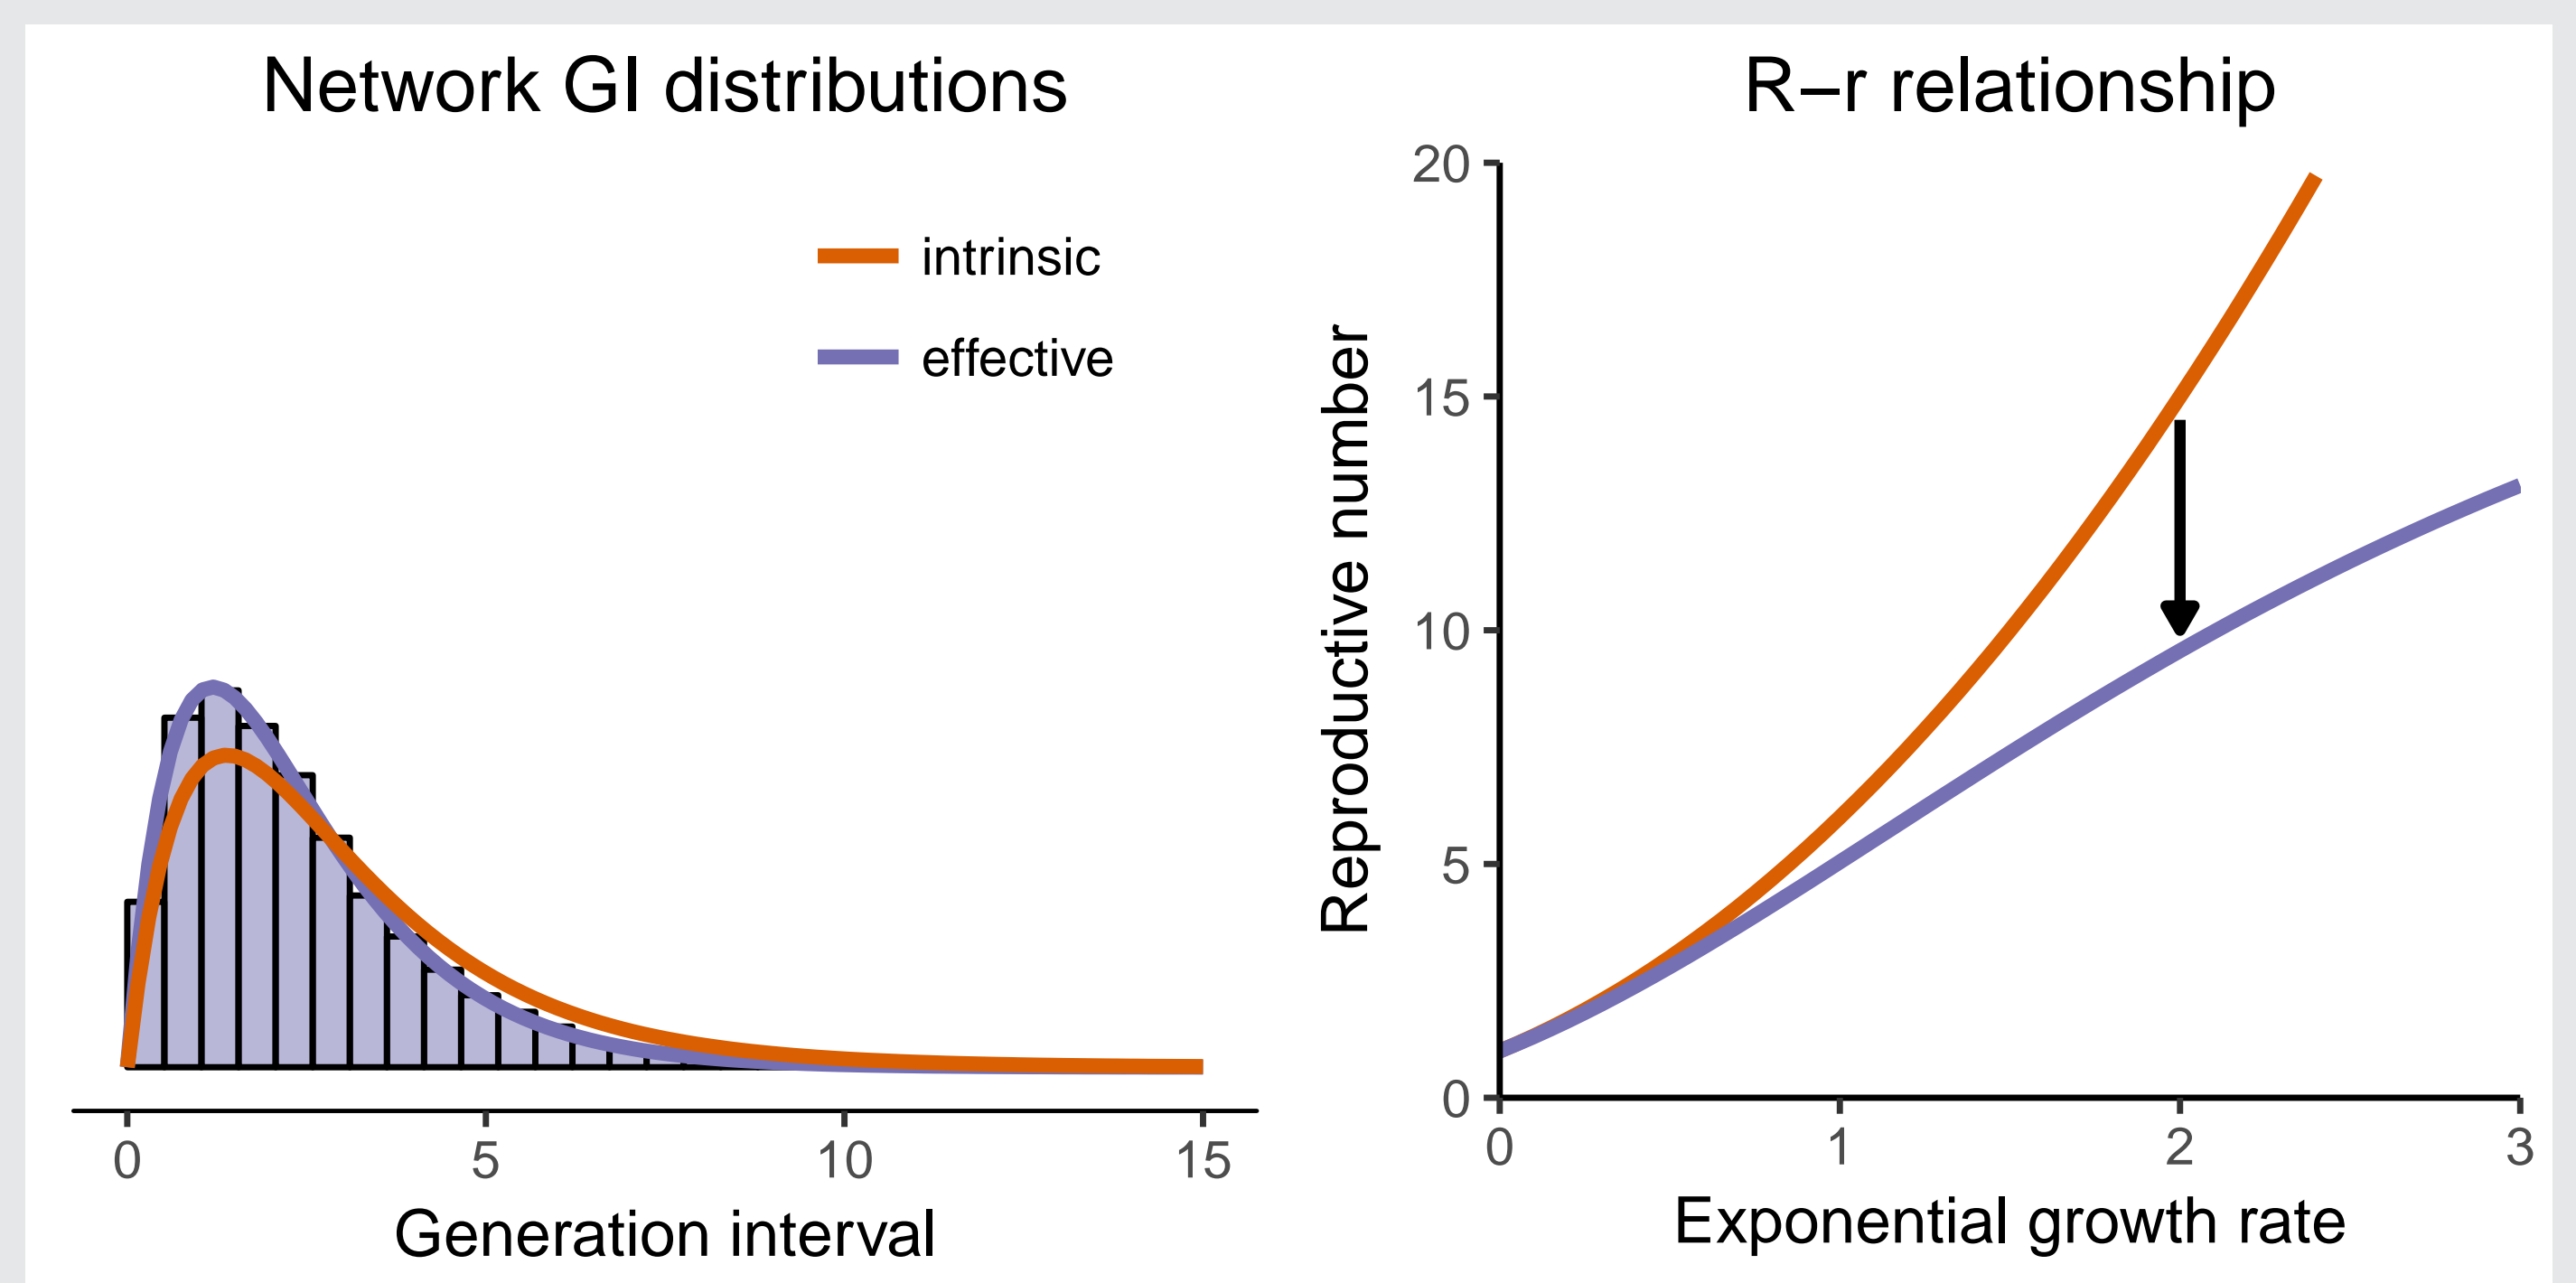 Network GI distributions
intrinsic
effective
0
5
10
15
Generation interval
R−r relationship
20
15
10
5
0
Reproductive number
0
1
2
3
Exponential growth rate